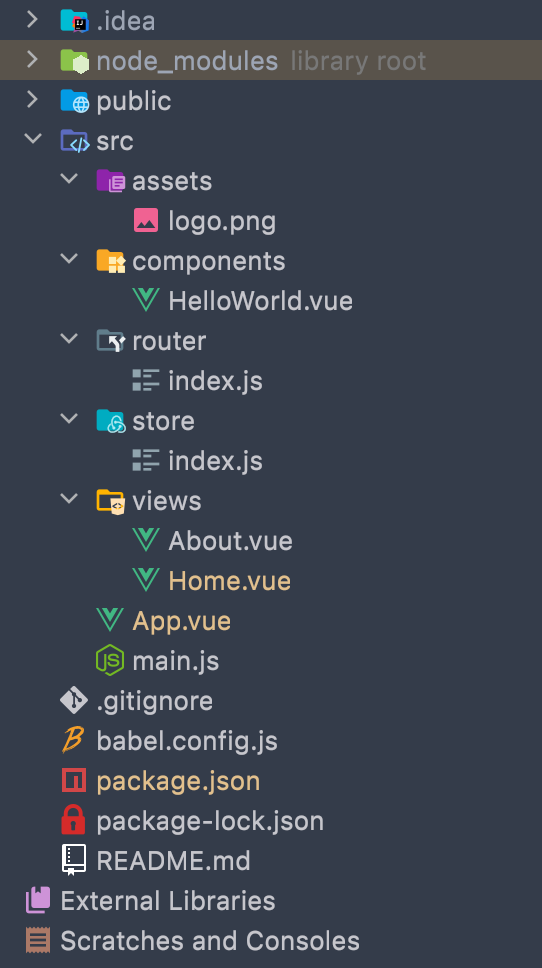 .idea
node_modules library root
public
src
assets
logo.png
components
HelloWorld.vue
router
index.js
store
index.js
views
About.vue
Home.vue
App.vue
main.js
.gitignore
babel.config.js
package.json
package-lock.json
README.md
External Libraries
Scratches and Consoles